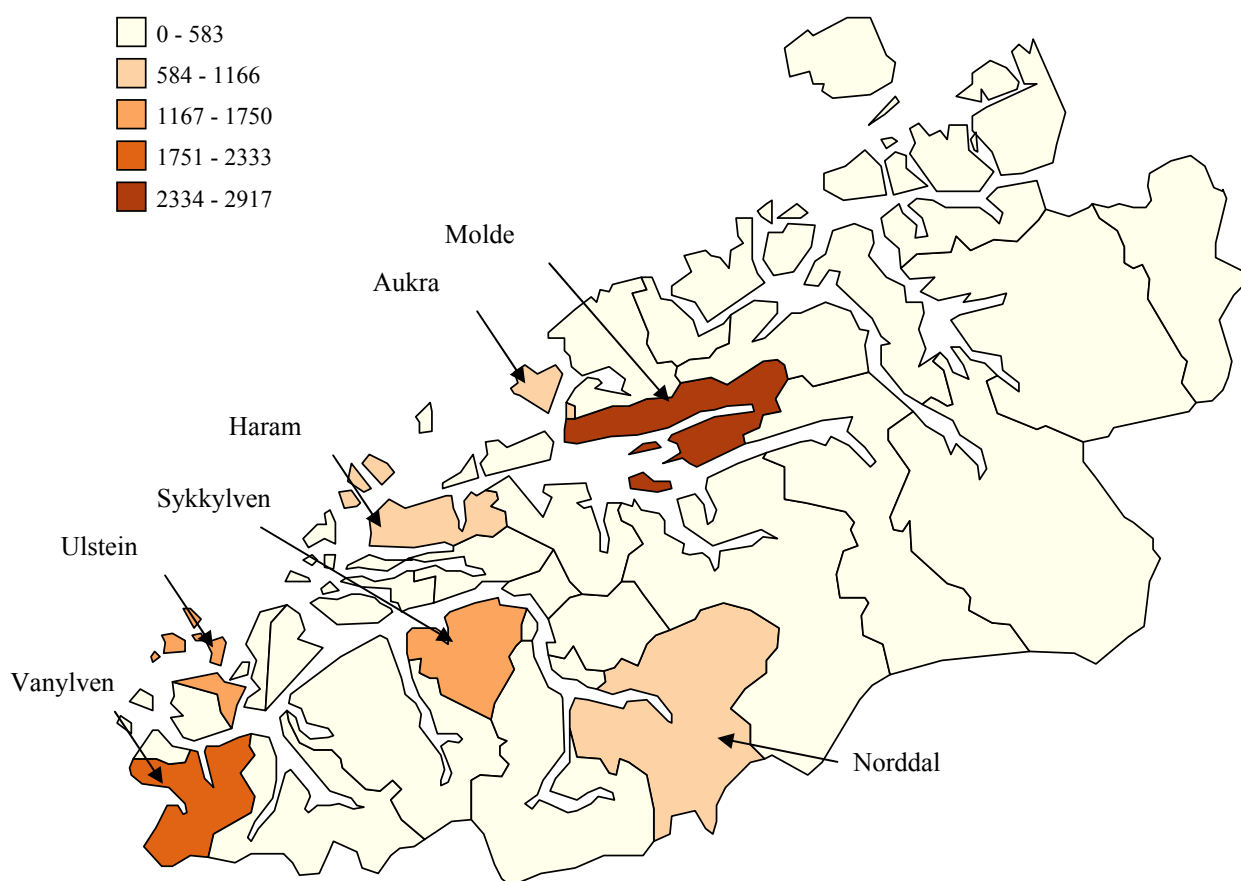 0 - 583
584 - 1166
1167 - 1750
1751 - 2333
2334 - 2917
Molde
Aukra
Haram
Sykkylven
Ulstein
Vanylven
Norddal